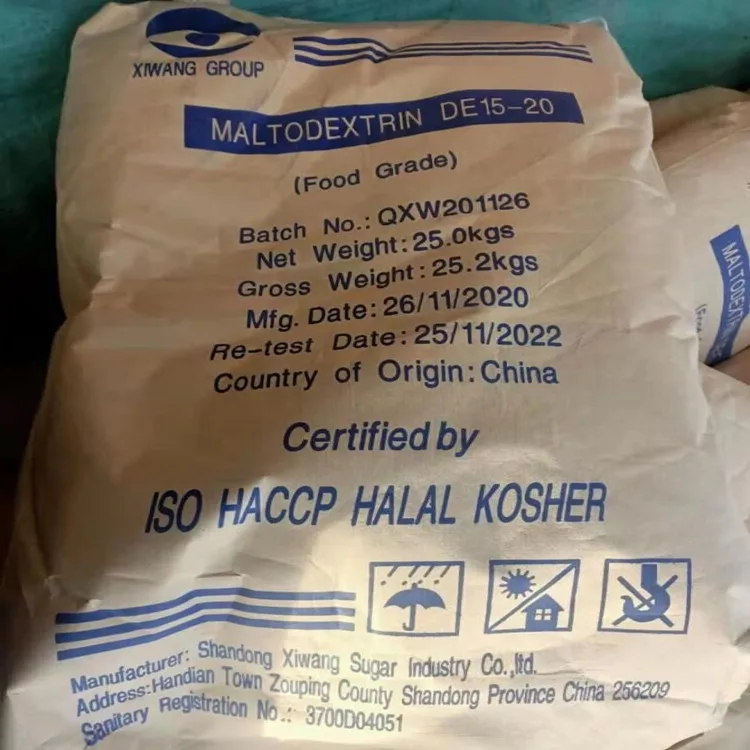 XIWANG GROUP
MALTODEXTRIN DE15-20
(Food Grade)
Batch No.: QXW201126
Net Weight: 25.0kgs
Gross Weight: 25.2kgs
Mfg. Date: 26/11/2020
Re-test Date: 25/11/2022
Country of Origin: China
Certified by
ISO HACCP HALAL KOSHER
Manufacturer: Shandong Xiwang Sugar Industry Co.,ltd.
Address:Handian Town Zouping County Shandong Province China 256209
Sanitary Registration No.: 3700D04051
MALTODEXTRIN